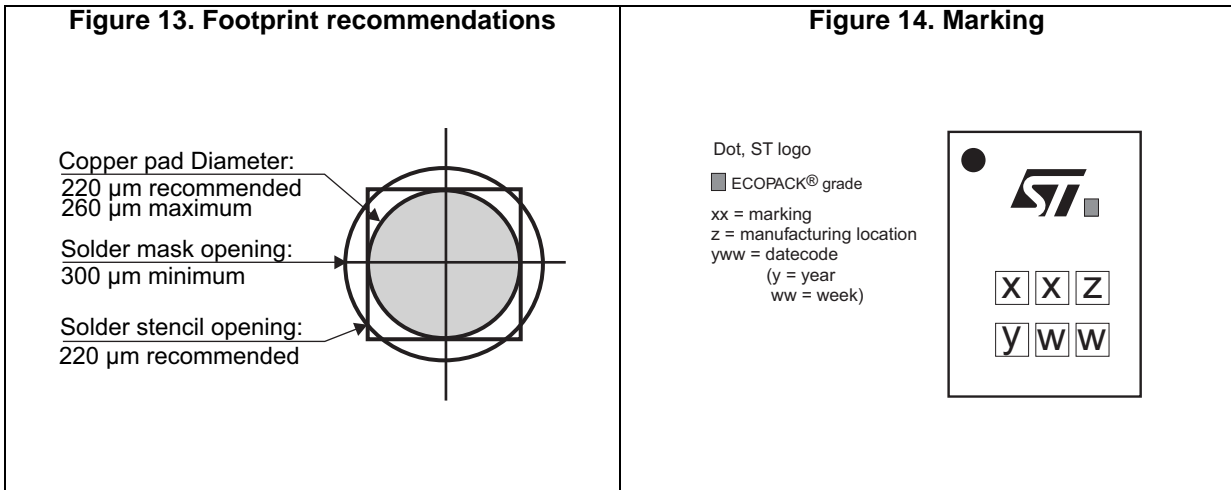 Figure 13. Footprint recommendations
Copper pad Diameter:
220 µm recommended
260 µm maximum
Solder mask opening:
300 µm minimum
Solder stencil opening:
220 µm recommended
Figure 14. Marking
Dot, ST logo
ECOPACK® grade
xx = marking
z = manufacturing location
yww = datecode
(y = year
ww = week)
ST
x x z
y w w